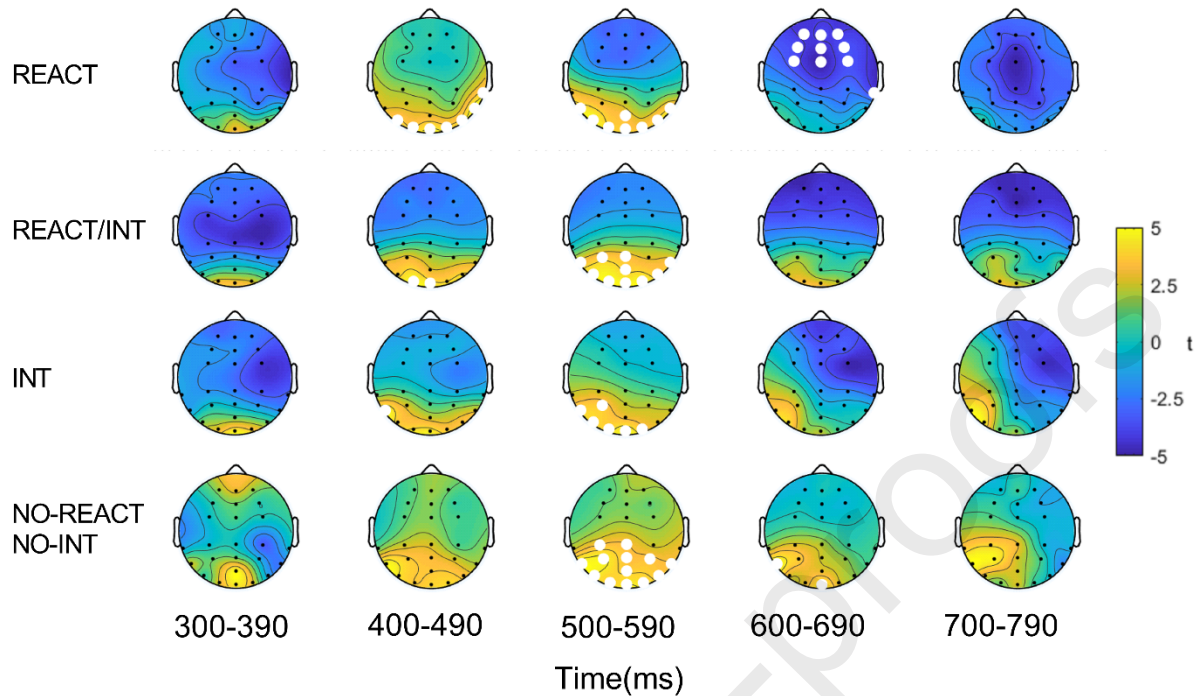 REACT
REACT/INT
INT
NO-REACT
NO-INT
5
2.5
0
t
-2.5
-5
300-390 400-490 500-590 600-690 700-790
Time(ms)
-proofs